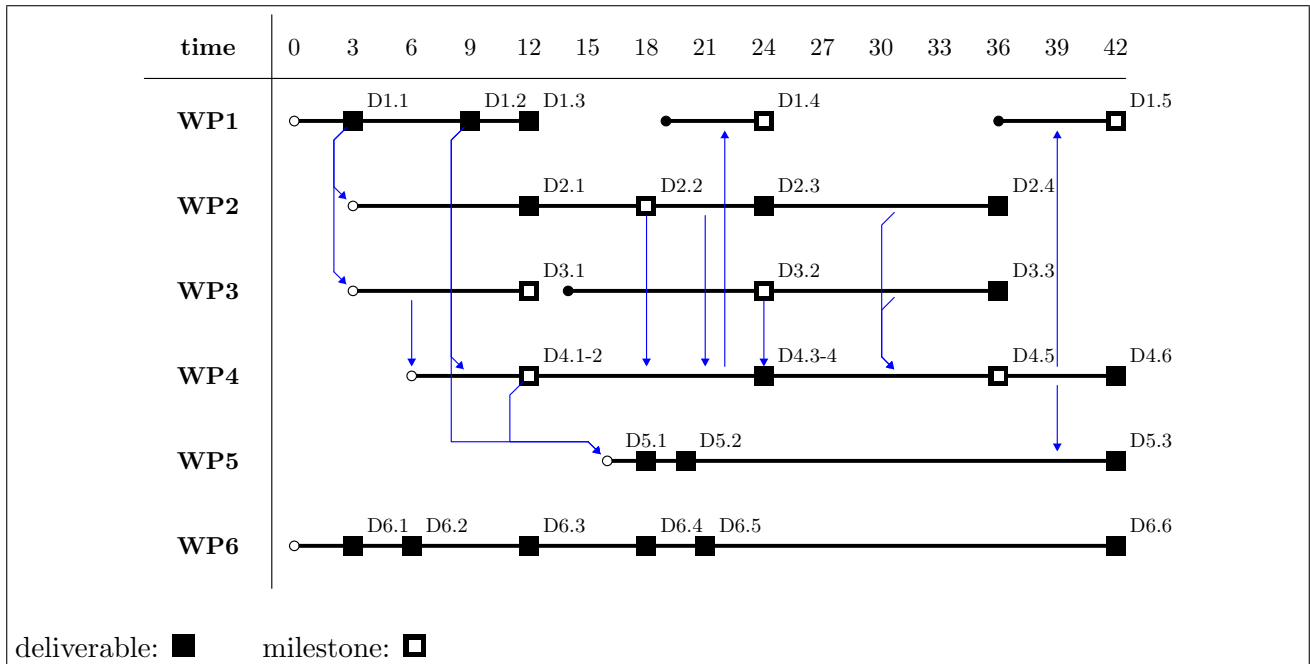 time 0 3 6 9 12 15 18 21 24 27 30 33 36 39 42
D1.1 D1.2 D1.3 D1.4 D1.5
WP1
D2.1 D2.2 D2.3 D2.4
WP2
D3.1 D3.2 D3.3
WP3
D4.1-2 D4.3-4 D4.5 D4.6
WP4
D5.1 D5.2 D5.3
WP5
D6.1 D6.2 D6.3 D6.4 D6.5 D6.6
WP6
deliverable: milestone: